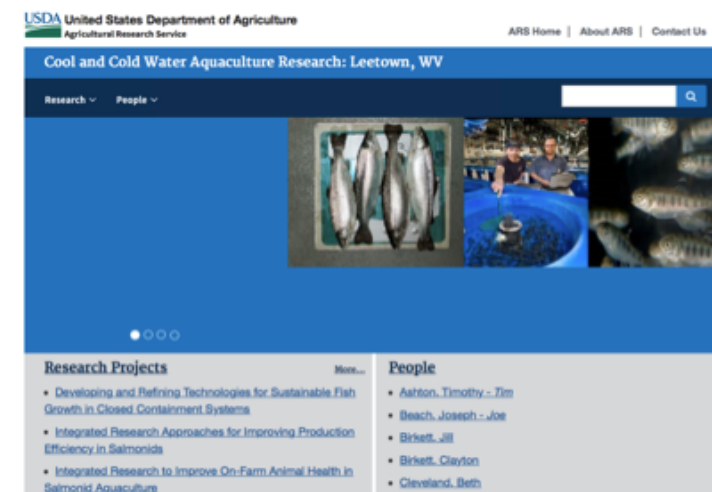 USDA United States Department of Agriculture
Agricultural Research Service
ARS Home | About ARS | Contact Us
Cool and Cold Water Aquaculture Research: Leetown, WV
Research People
Research Projects
More...
• Developing and Refining Technologies for Sustainable Fish
Growth in Closed Containment Systems
• Integrated Research Approaches for Improving Production
Efficiency in Salmonids
• Integrated Research to Improve On-Farm Animal Health in
Salmonid Aquaculture
People
• Ashton, Timothy - Tim
• Beach, Joseph - Joe
• Birkett, Jill
• Birkett, Clayton
• Cleveland, Beth